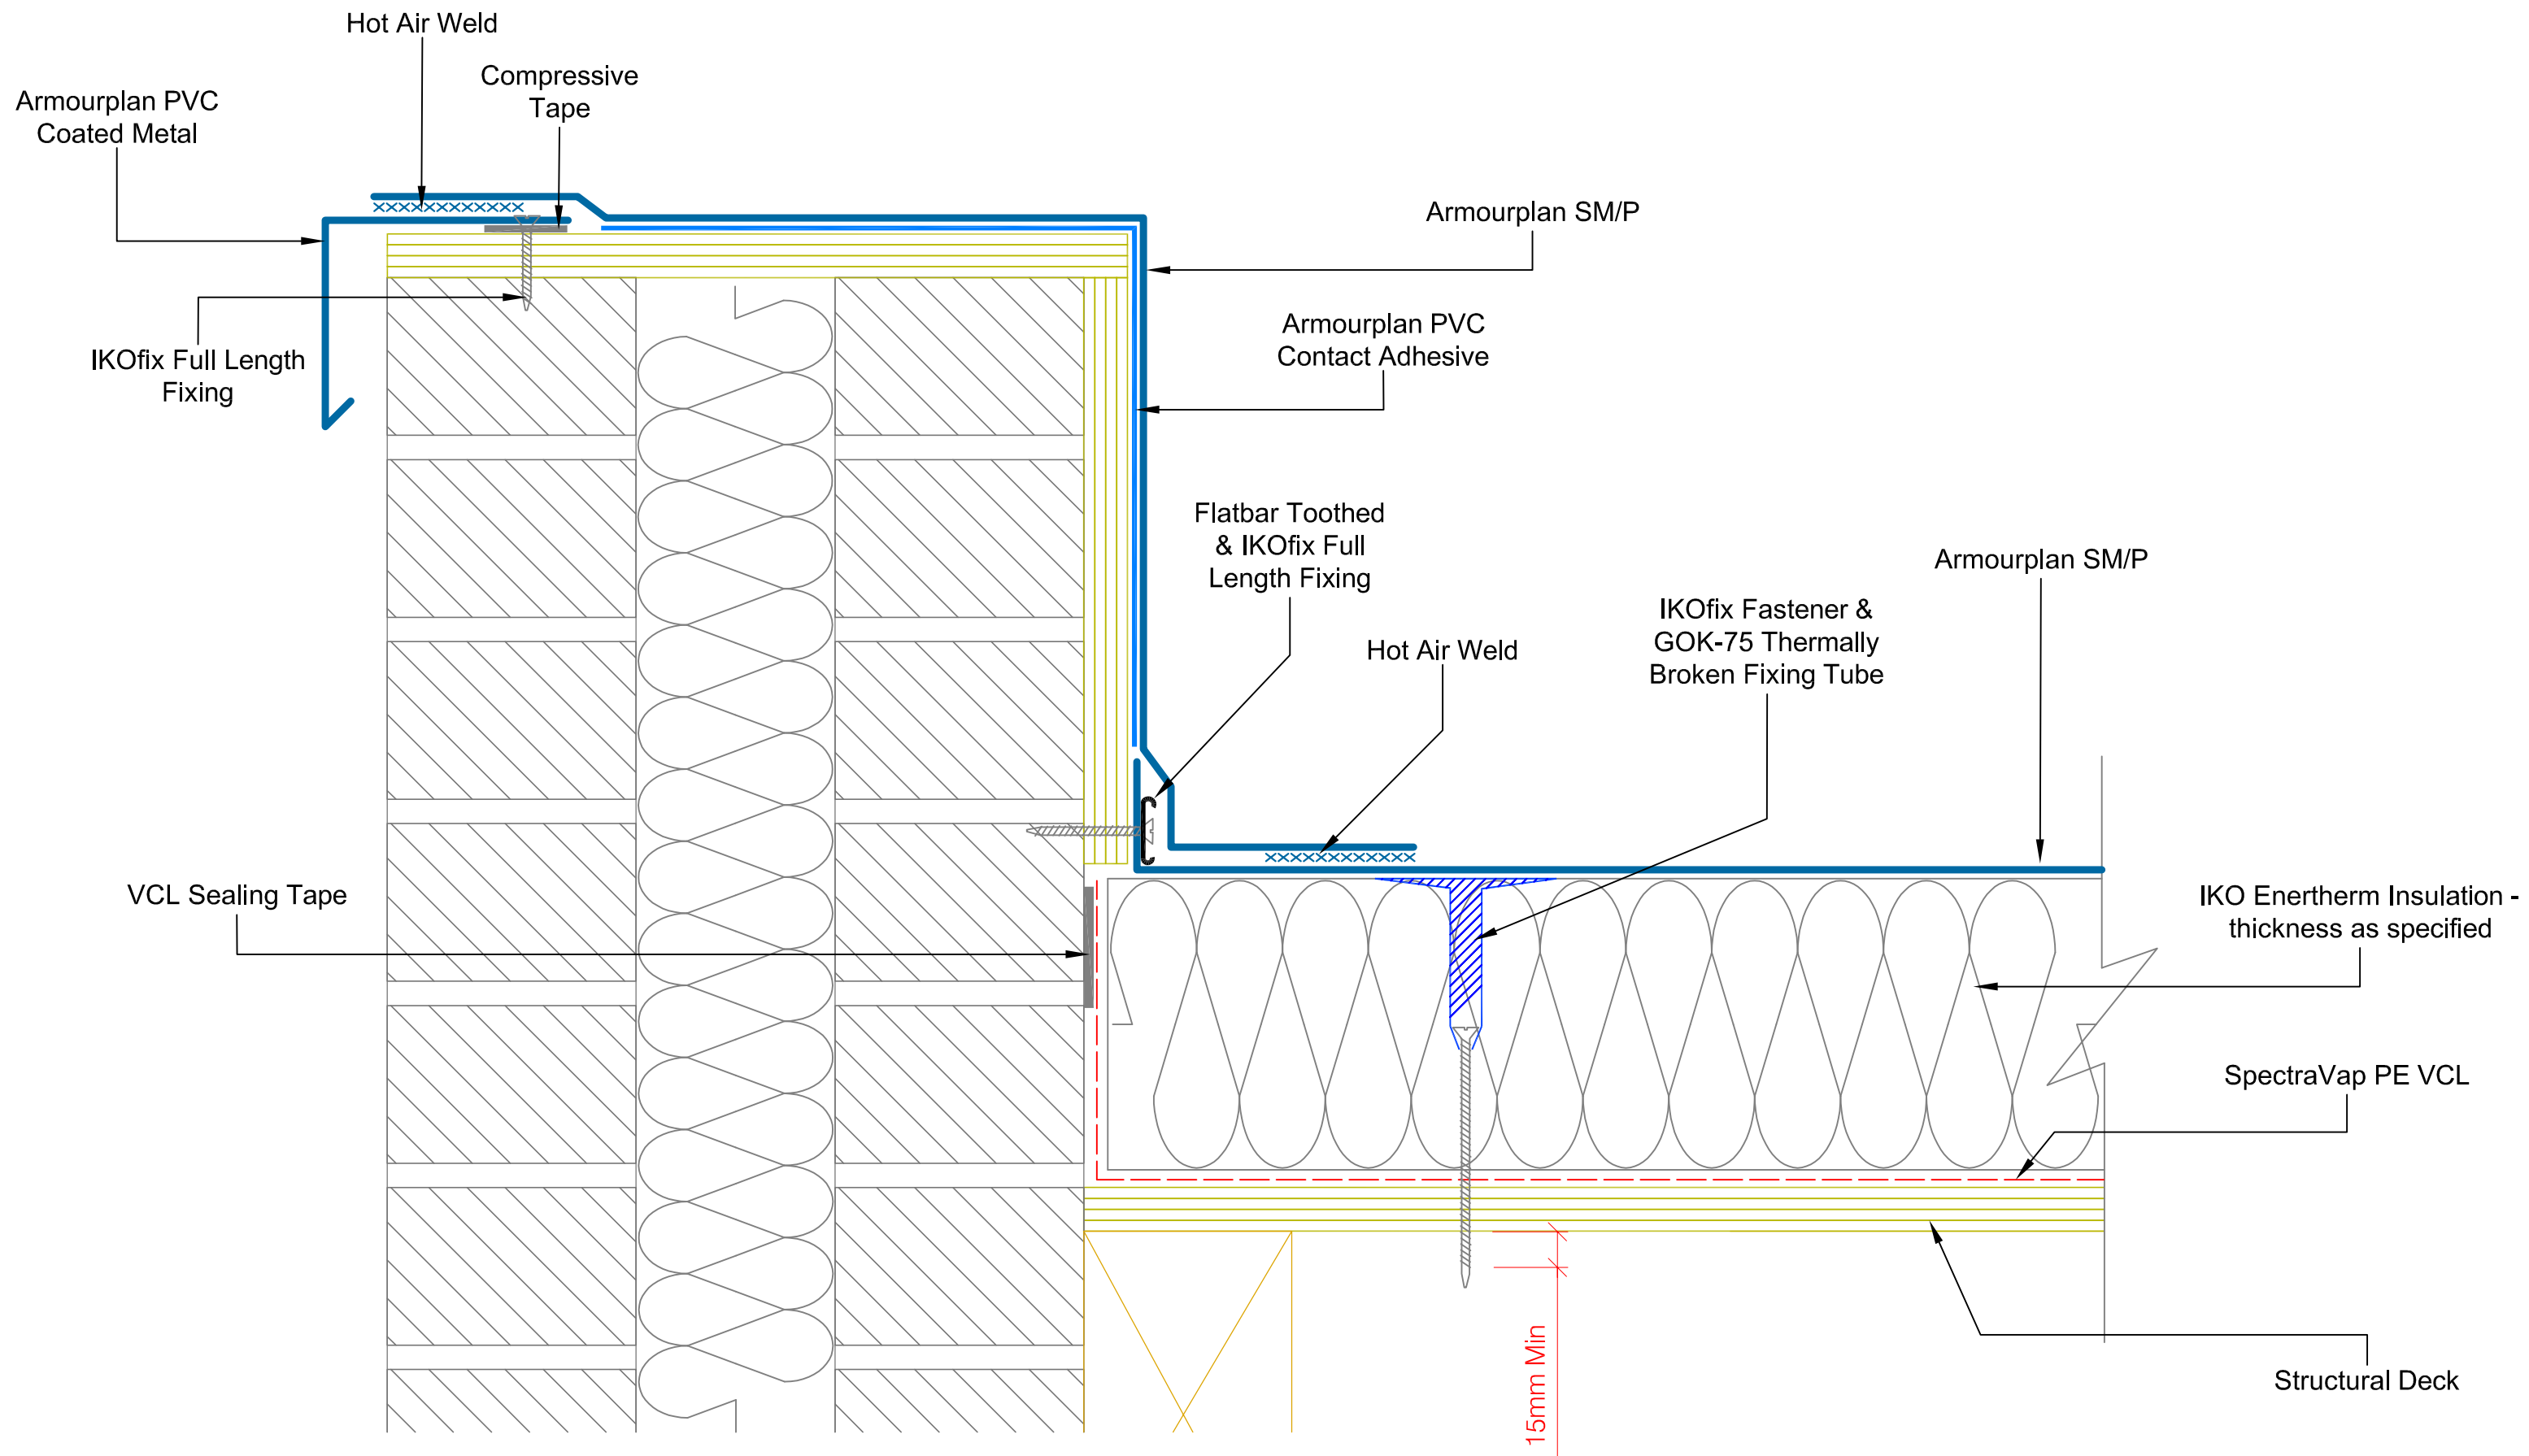 Hot Air Weld
Compressive
Tape
Armourplan PVC
Coated Metal
Armourplan SM/P
Armourplan PVC
Contact Adhesive
IKOfix Full Length
Fixing
Flatbar Toothed
& IKOfix Full
Length Fixing
Armourplan SM/P
IKOfix Fastener &
GOK-75 Thermally
Broken Fixing Tube
Hot Air Weld
VCL Sealing Tape
IKO Enertherm Insulation -
thickness as specified
SpectraVap PE VCL
Structural Deck
15mm Min